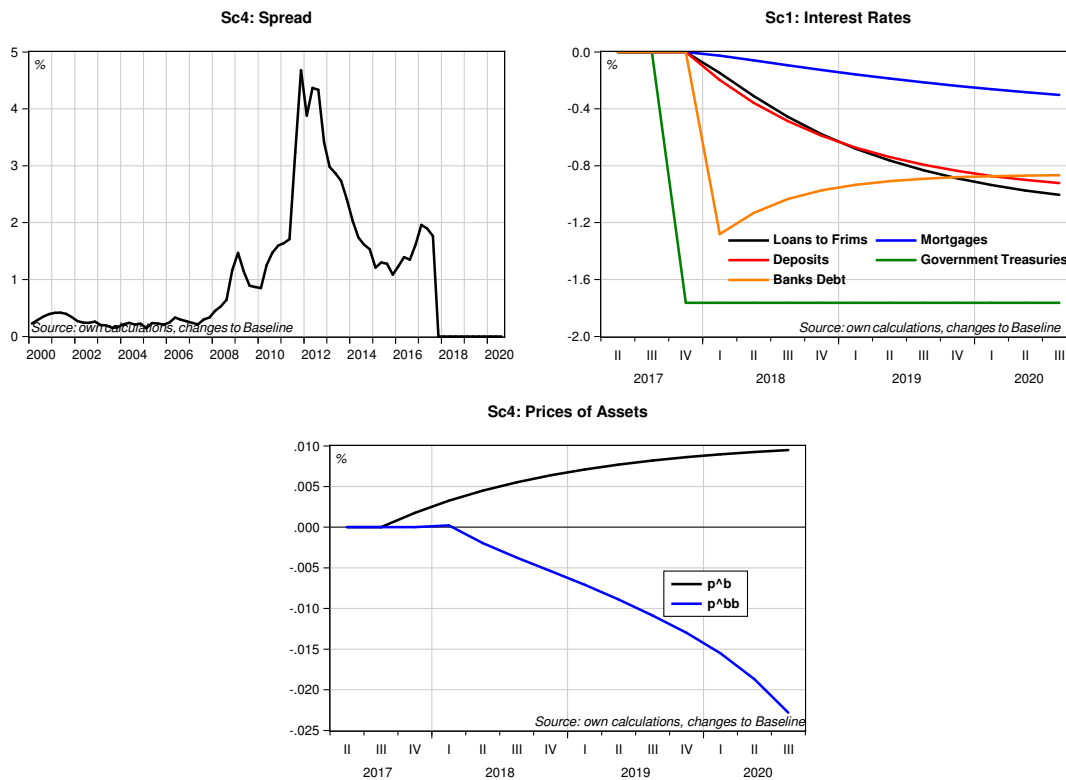 Sc4: Spread
5
%
4
3
2
1
0
Source: own calculations, changes to Baseline
2000 2002 2004 2006 2008 2010 2012 2014 2016 2018 2020
Sc1: Interest Rates
0.0
%
-0.4
-0.8
-1.2
Loans to Frims Mortgages
Deposits Government Treasuries
Banks Debt
-1.6
Source: own calculations, changes to Baseline
-2.0
II III IV I II III IV I II III IV I II III
2017 2018 2019 2020
Sc4: Prices of Assets
.010
%
.005
.000
-.005
p^b
-.010
p^bb
-.015
-.020
Source: own calculations, changes to Baseline
-.025
II III IV I II III IV I II III IV I II III
2017 2018 2019 2020